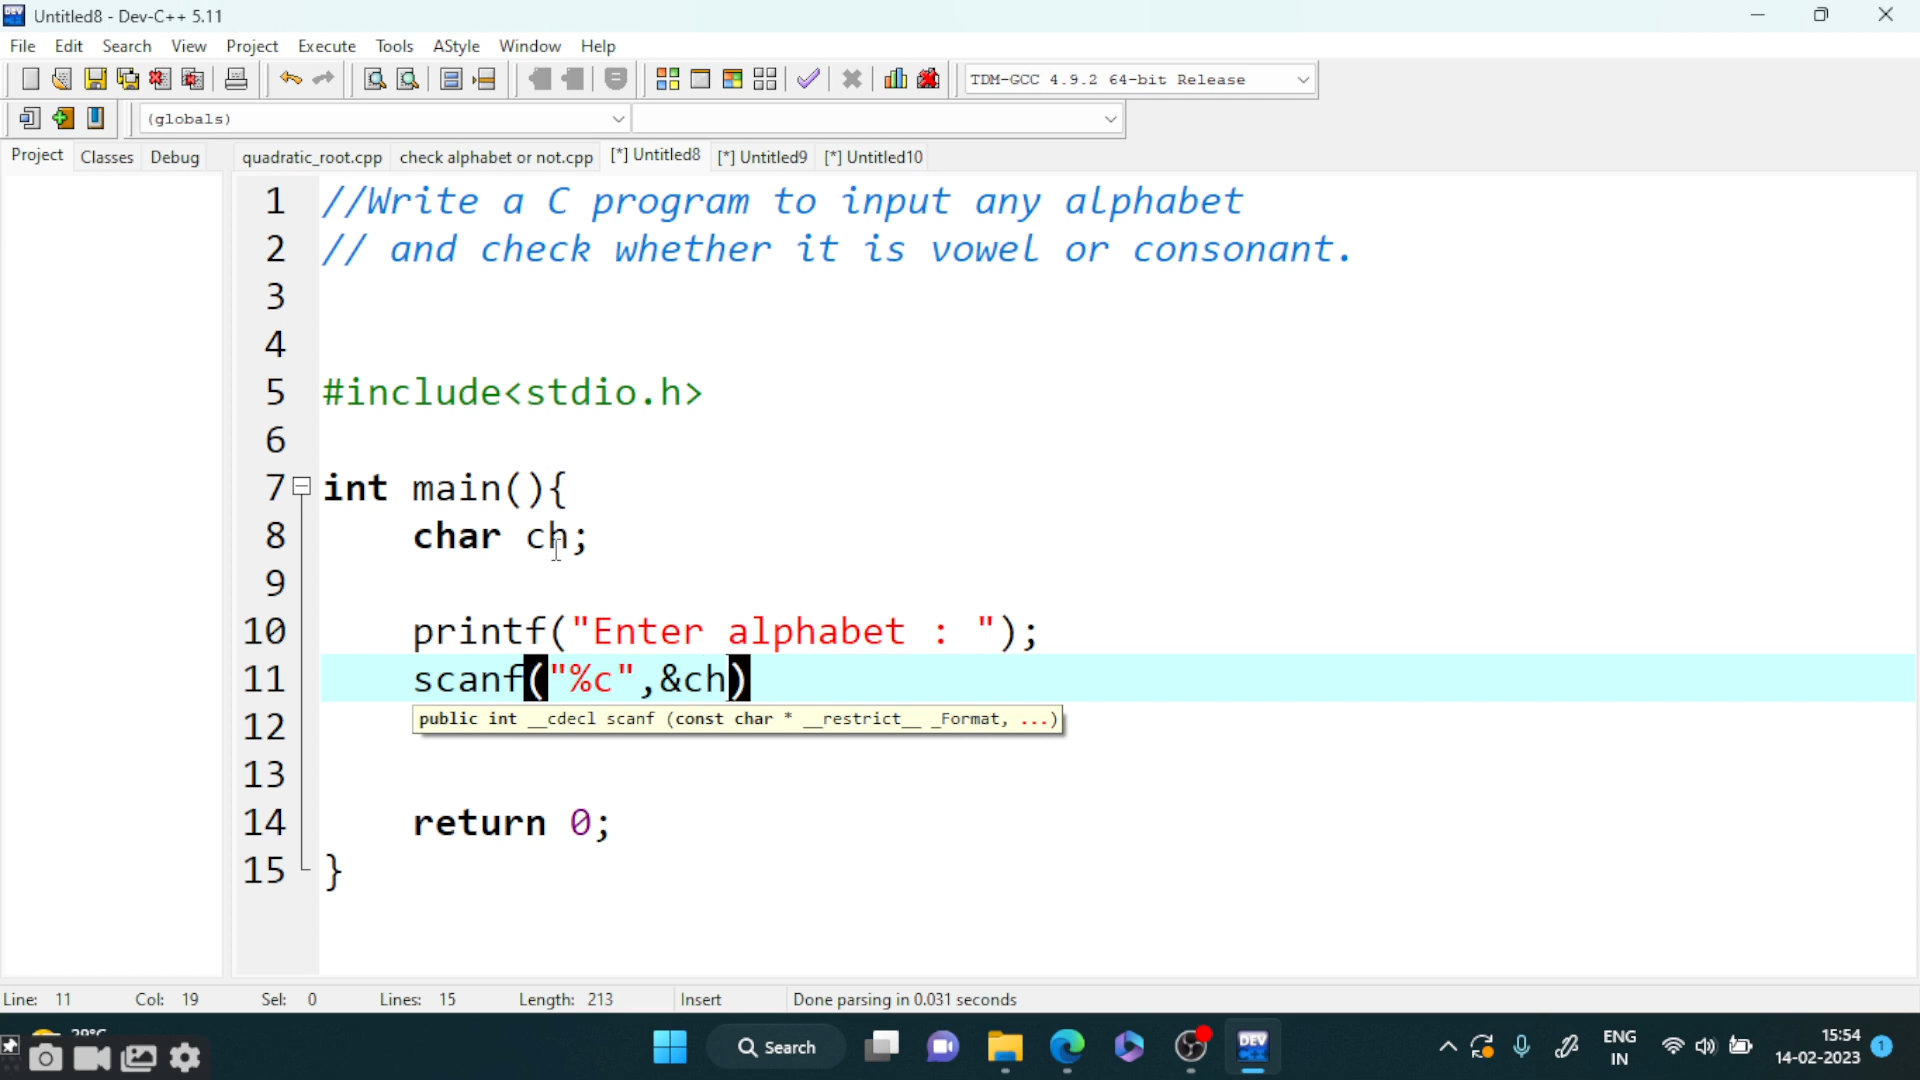 Untitled8 - Dev-C++ 5.11
File Edit Search View Project Execute Tools AStyle Window Help
TDM-GCC 4.9.2 64-bit Release
(globals)
Project Classes Debug quadratic_root.cpp check alphabet or not.cpp [*] Untitled8 [*] Untitled9 [*] Untitled10
1 //Write a C program to input any alphabet
2 // and check whether it is vowel or consonant.
3
4
5 #include<stdio.h>
6
7 int main(){
8 char ch;
9
10 printf("Enter alphabet : ");
11 scanf("%c",&ch)
public int __cdecl scanf (const char * __restrict__ _Format, ...)
12
13
14 return 0;
15 }
Line: 11 Col: 19 Sel: 0 Lines: 15 Length: 213 Insert Done parsing in 0.031 seconds
Search
DEV
ENG
IN
15:54
14-02-2023
1